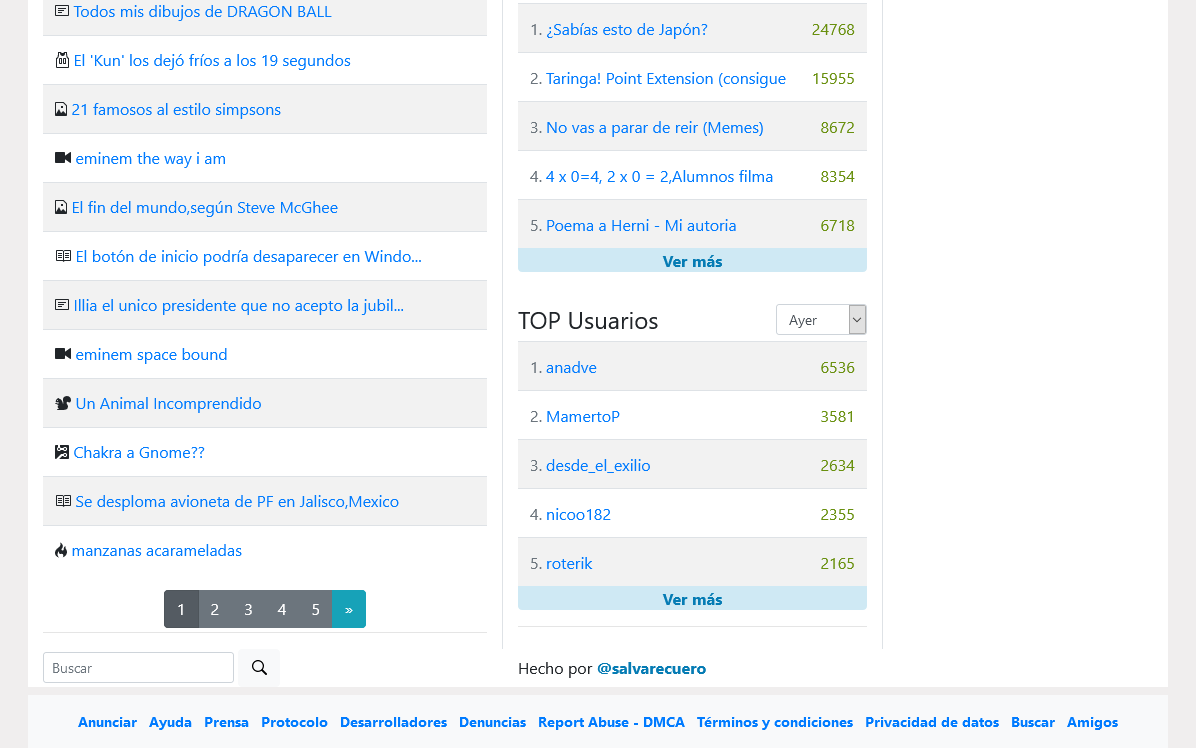 Todos mis dibujos de DRAGON BALL
El 'Kun' los dejó fríos a los 19 segundos
21 famosos al estilo simpsons
eminem the way i am
El fin del mundo,según Steve McGhee
El botón de inicio podría desaparecer en Windo...
Illia el unico presidente que no acepto la jubil...
eminem space bound
Un Animal Incomprendido
Chakra a Gnome??
Se desploma avioneta de PF en Jalisco,Mexico
manzanas acarameladas
1 2 3 4 5 »
Buscar
1. ¿Sabías esto de Japón? 24768
2. Taringa! Point Extension (consigue 15955
3. No vas a parar de reir (Memes) 8672
4. 4 x 0=4, 2 x 0 = 2,Alumnos filma 8354
5. Poema a Herni - Mi autoria 6718
Ver más
TOP Usuarios Ayer
1. anadve 6536
2. MamertoP 3581
3. desde_el_exilio 2634
4. nicoo182 2355
5. roterik 2165
Ver más
Hecho por @salvarecuero
Anunciar Ayuda Prensa Protocolo Desarrolladores Denuncias Report Abuse - DMCA Términos y condiciones Privacidad de datos Buscar Amigos